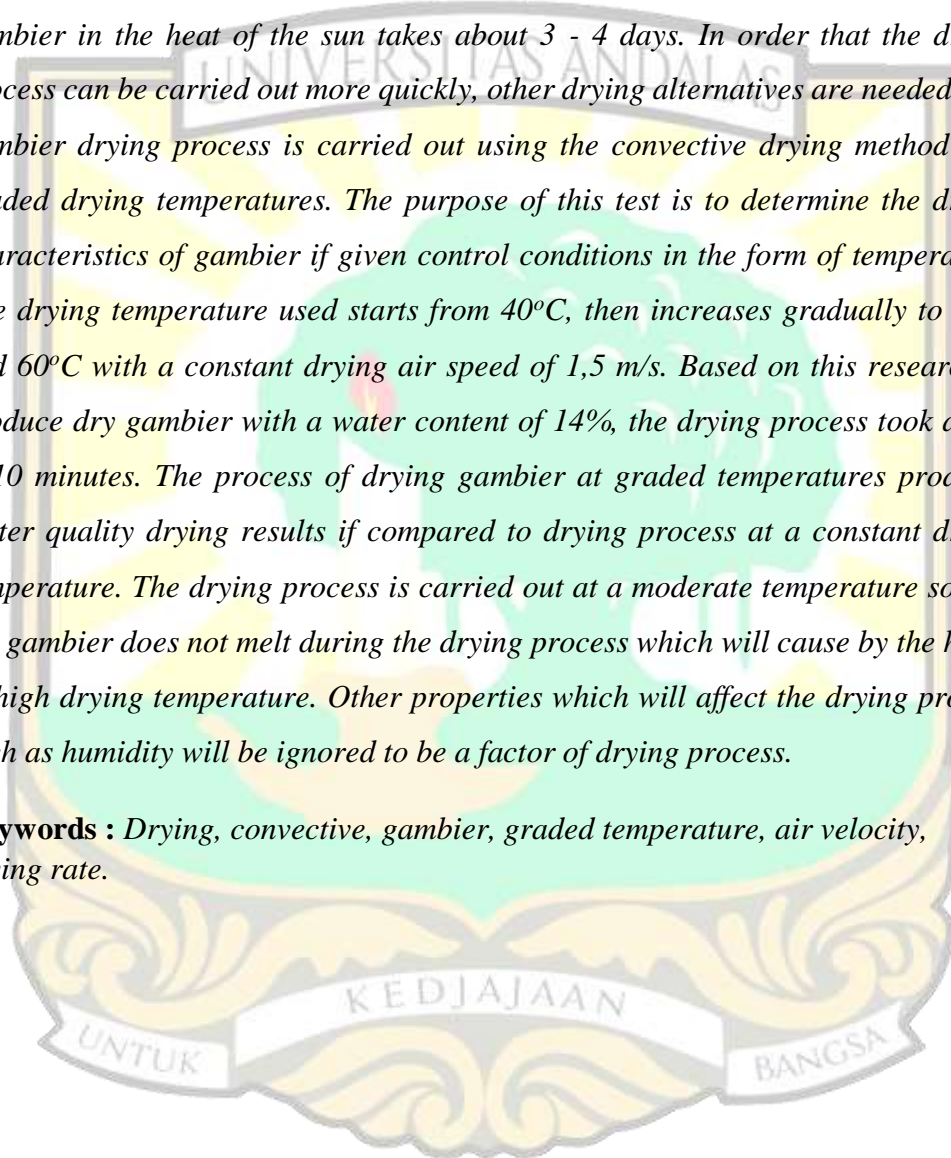 UNIVERSITAS ANDALAS
mbier in the heat of the sun takes about 3 - 4 days. In order that the d
ocess can be carried out more quickly, other drying alternatives are needed
mbier drying process is carried out using the convective drying method
aded drying temperatures. The purpose of this test is to determine the d
aracteristics of gambier if given control conditions in the form of tempera
e drying temperature used starts from 40°C, then increases gradually to
d 60°C with a constant drying air speed of 1,5 m/s. Based on this resear
oduce dry gambier with a water content of 14%, the drying process took
10 minutes. The process of drying gambier at graded temperatures prod
ter quality drying results if compared to drying process at a constant d
mperature. The drying process is carried out at a moderate temperature so
gambier does not melt during the drying process which will cause by the h
high drying temperature. Other properties which will affect the drying pro
ch as humidity will be ignored to be a factor of drying process.
ywords : Drying, convective, gambier, graded temperature, air velocity,
ing rate.
KEDJAJAAN
UNTUK BANGSA